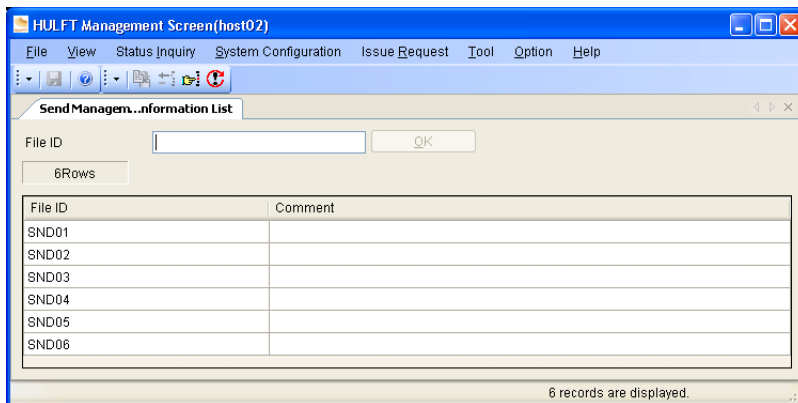 HULFT Management Screen(host02)
File View Status Inquiry System Configuration Issue Request Tool Option Help
Send Managem...nformation List
File ID OK
6Rows
File ID Comment
SND01
SND02
SND03
SND04
SND05
SND06
6 records are displayed.